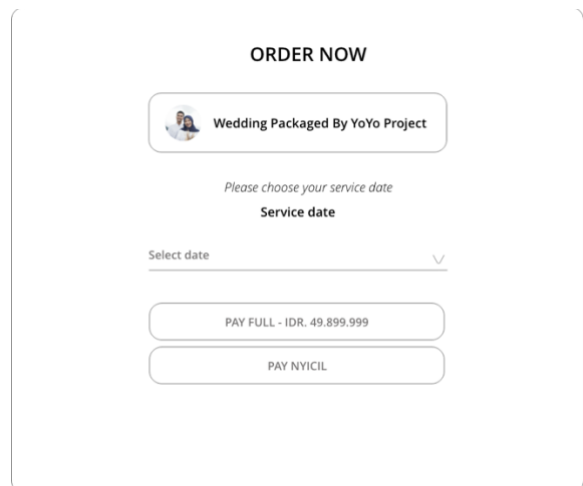 ORDER NOW
Wedding Packaged By YoYo Project
Please choose your service date
Service date
Select date
PAY FULL - IDR. 49.899.999
PAY NYICIL